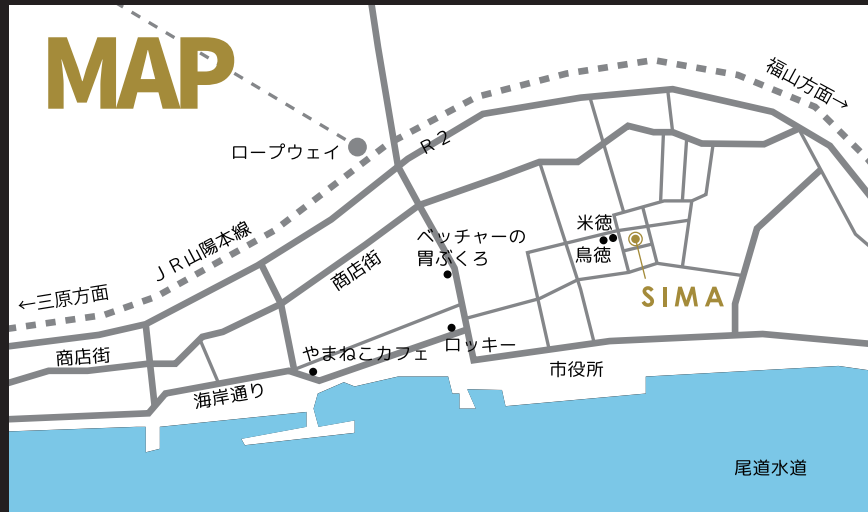 MAP
福山方面→
R2
ロープウェイ
JR山陽本線
米徳
ベッチャーの
胃ぶくろ
鳥徳
商店街
SIMA
←三原方面
ロッキー
やまねこカフェ
商店街
市役所
海岸通り
尾道水道